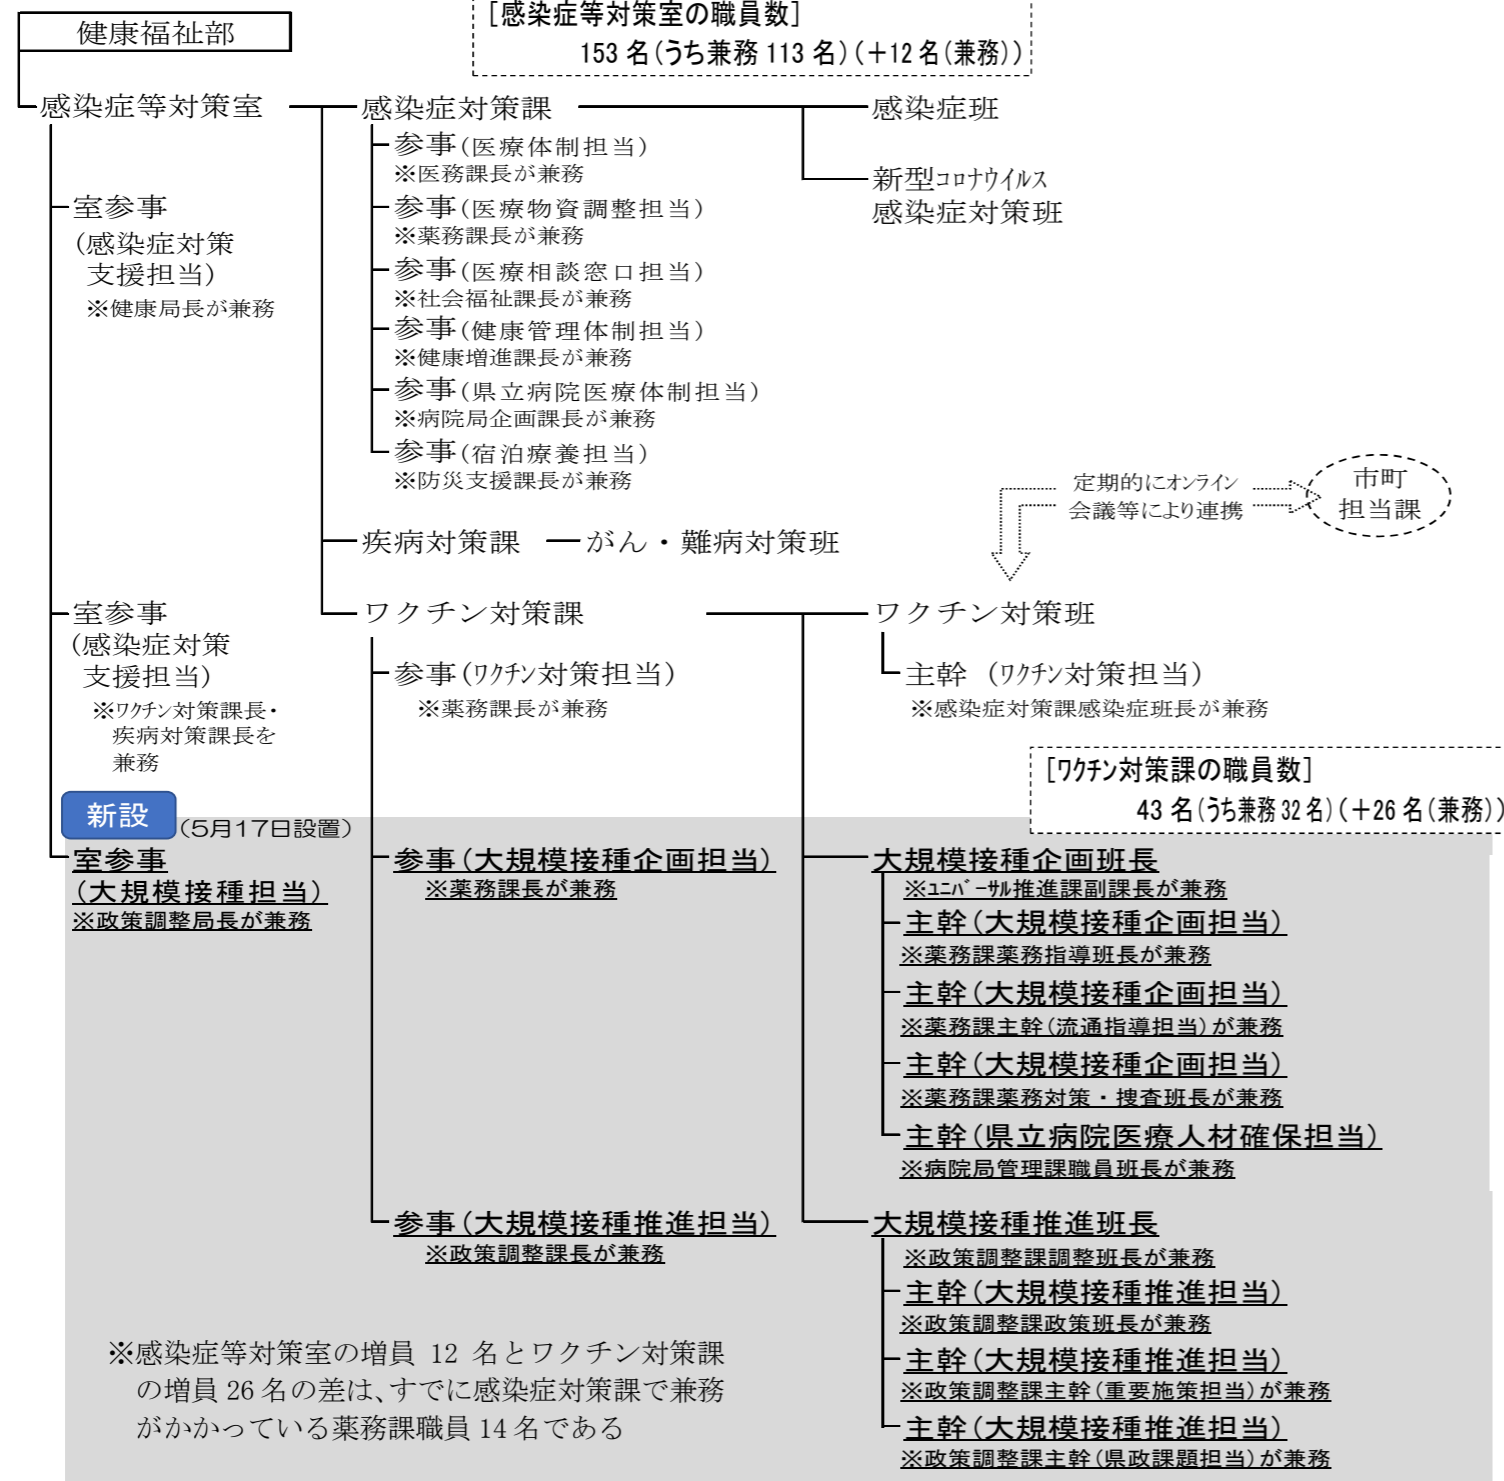 [感染症等対策室の職員数]
153名(うち兼務113名)(+12名(兼務))
健康福祉部
感染症等対策室
感染症対策課
感染症班
参事(医療体制担当)
※医務課長が兼務
新型コロナウイルス
感染症対策班
室参事
(感染症対策
支援担当)
※健康局長が兼務
参事(医療物資調整担当)
※薬務課長が兼務
参事(医療相談窓口担当)
※社会福祉課長が兼務
参事(健康管理体制担当)
※健康増進課長が兼務
参事(県立病院医療体制担当)
※病院局企画課長が兼務
参事(宿泊療養担当)
※防災支援課長が兼務
定期的にオンライン
会議等により連携
市町
担当課
疾病対策課
がん・難病対策班
室参事
(感染症対策
支援担当)
※ワクチン対策課長・
疾病対策課長を
兼務
ワクチン対策課
ワクチン対策班
参事(ワクチン対策担当)
※薬務課長が兼務
主幹 (ワクチン対策担当)
※感染症対策課感染症班長が兼務
[ワクチン対策課の職員数]
43名(うち兼務32名)(+26名(兼務))
新設
(5月17日設置)
室参事
(大規模接種担当)
※政策調整局長が兼務
参事(大規模接種企画担当)
※薬務課長が兼務
大規模接種企画班長
※ユニバーサル推進課副課長が兼務
主幹(大規模接種企画担当)
※薬務課薬務指導班長が兼務
主幹(大規模接種企画担当)
※薬務課主幹(流通指導担当)が兼務
主幹(大規模接種企画担当)
※薬務課薬務対策・捜査班長が兼務
主幹(県立病院医療人材確保担当)
※病院局管理課職員班長が兼務
参事(大規模接種推進担当)
※政策調整課長が兼務
大規模接種推進班長
※政策調整課調整班長が兼務
主幹(大規模接種推進担当)
※政策調整課政策班長が兼務
主幹(大規模接種推進担当)
※政策調整課主幹(重要施策担当)が兼務
主幹(大規模接種推進担当)
※政策調整課主幹(県政課題担当)が兼務
※感染症等対策室の増員 12 名とワクチン対策課
の増員 26 名の差は、すでに感染症対策課で兼務
がかかっている薬務課職員 14 名である